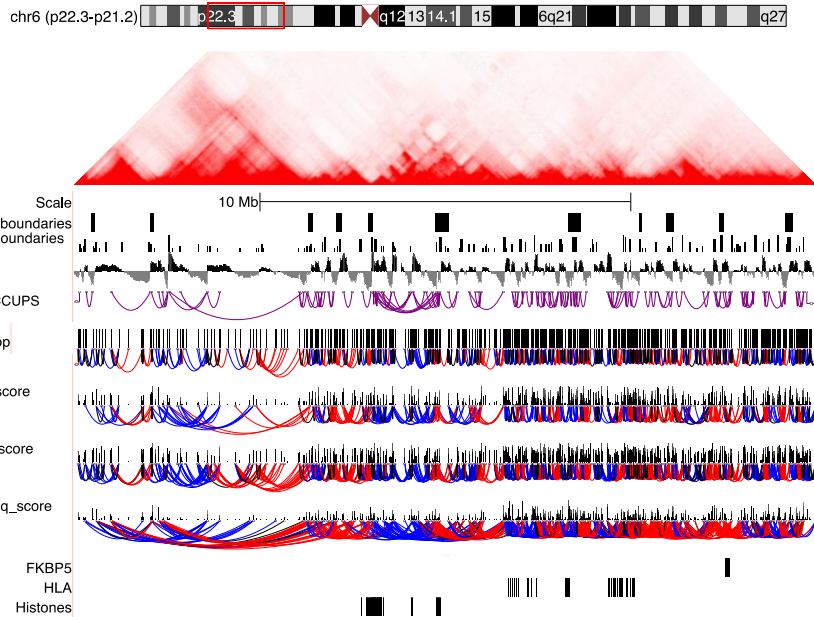 chr6 (p22.3-p21.2) p22.3 q12 13 14.1 15 6q21 q27
Scale 10 Mb
boundaries
oundaries
CCUPS
op
score
score
q_score
FKBP5
HLA
Histones